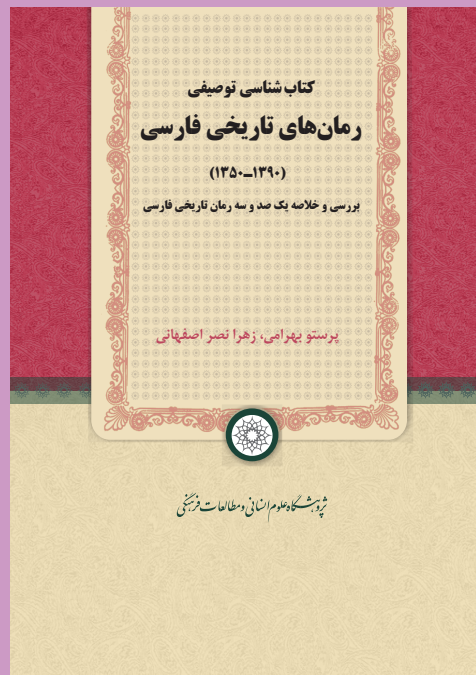 کتاب شناسی توصیفی
رمان‌های تاریخی فارسی
(۱۳۵۰–۱۳۹۰)
بررسی و خلاصه یک صد و سه رمان تاریخی فارسی
پرستو بهرامی، زهرا نصر اصفهانی
پژوهشگاه علوم انسانی و مطالعات فرهنگی